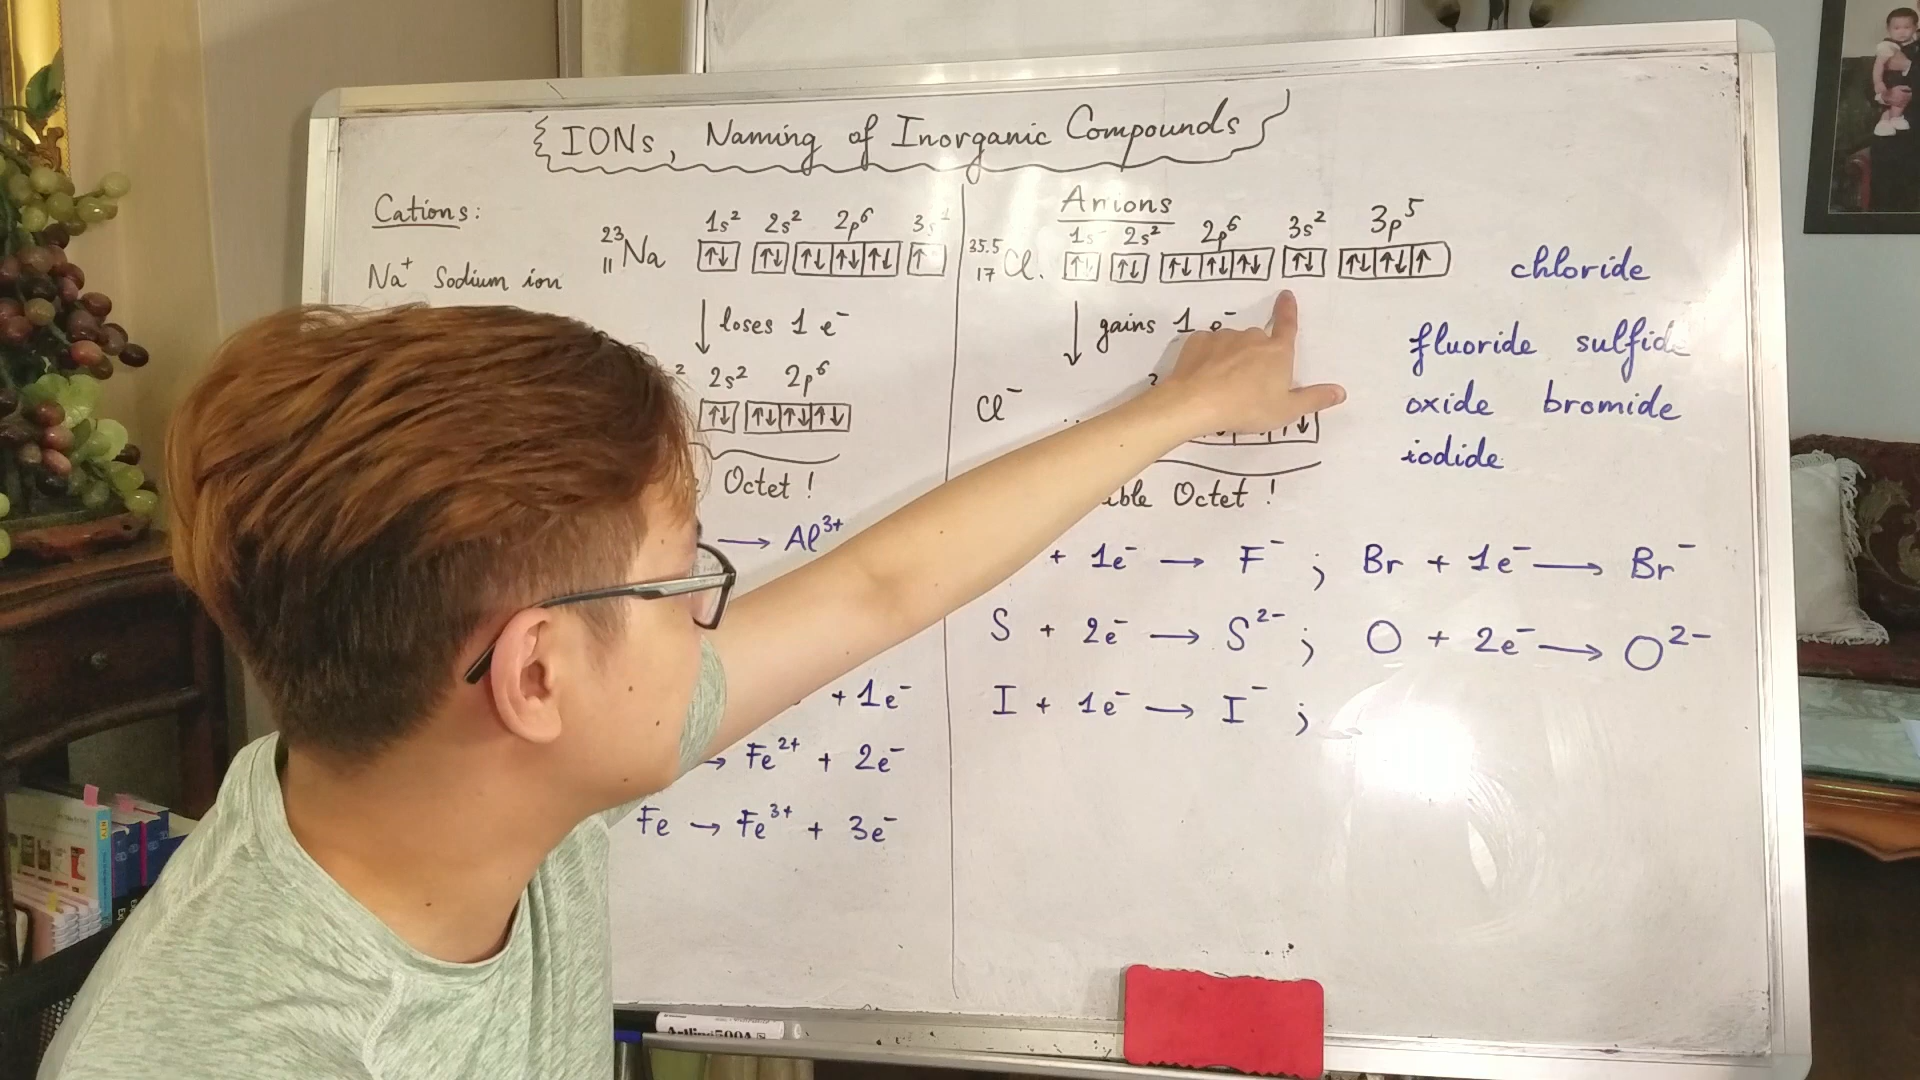 IONs, Naming of Inorganic Compounds
Cations:
1s² 2s² 2p⁶ 3s¹
²³₁₁Na ↑↓ ↑↓ ↑↓ ↑↓ ↑↓ ↑
Na⁺ Sodium ion
↓ loses 1 e⁻
² 2s² 2p⁶
↑↓ ↑↓ ↑↓ ↑↓
Octet !
→ Al³⁺
+ 1e⁻
→ Fe²⁺ + 2e⁻
Fe → Fe³⁺ + 3e⁻
Anions
1s 2s² 2p⁶ 3s² 3p⁵
³⁵·⁵₁₇Cl. ↑↓ ↑↓ ↑↓ ↑↓ ↑↓ ↑↓ ↑↓ ↑↓ ↑
↓ gains 1 e⁻
Cl⁻
Octet !
chloride
fluoride sulfide
oxide bromide
iodide
+ 1e⁻ → F⁻ ; Br + 1e⁻ → Br⁻
S + 2e⁻ → S²⁻ ; O + 2e⁻ → O²⁻
I + 1e⁻ → I⁻ ;